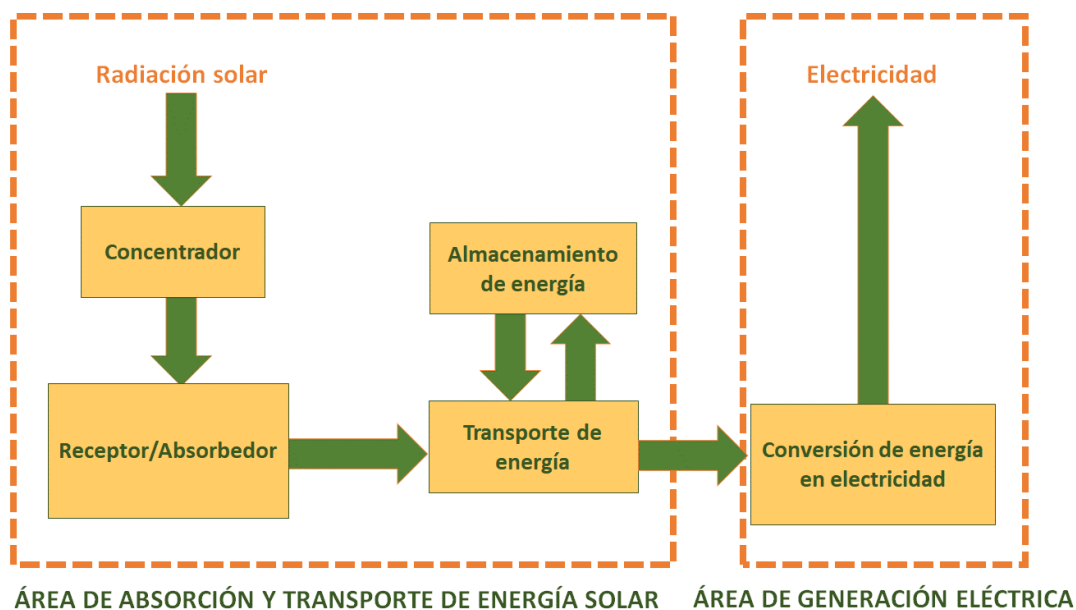 Radiación solar
Electricidad
Concentrador
Almacenamiento
de energía
Receptor/Absorbedor
Transporte de
energía
Conversión de energía
en electricidad
ÁREA DE ABSORCIÓN Y TRANSPORTE DE ENERGÍA SOLAR
ÁREA DE GENERACIÓN ELÉCTRICA